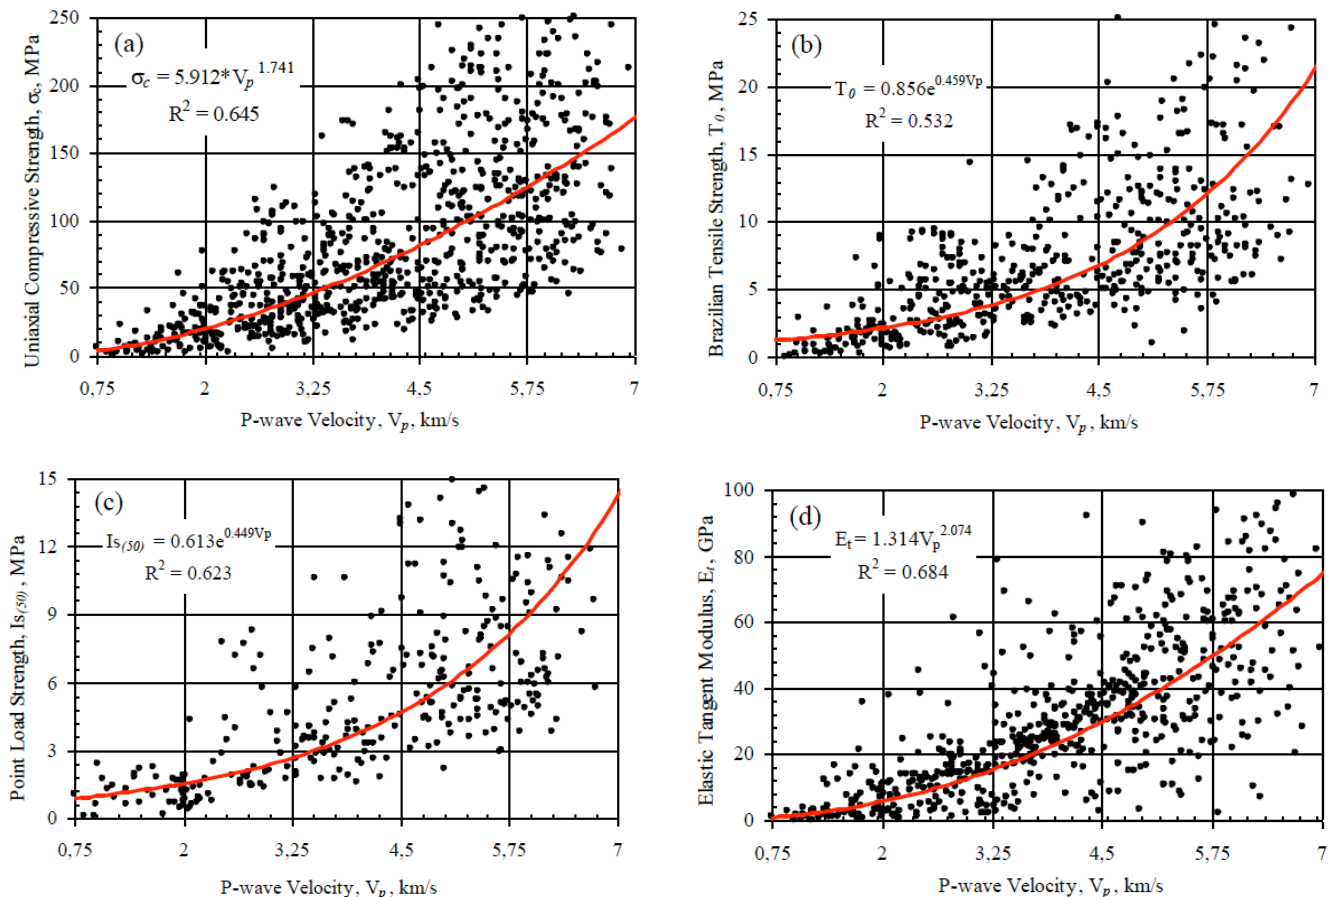 (a)
σc = 5.912*Vp^1.741
R² = 0.645
Uniaxial Compressive Strength, σc, MPa
250
200
150
100
50
0
0,75 2 3,25 4,5 5,75 7
P-wave Velocity, Vp, km/s
(b)
T0 = 0.856e^0.459Vp
R² = 0.532
Brazilian Tensile Strength, T0, MPa
25
20
15
10
5
0
0,75 2 3,25 4,5 5,75 7
P-wave Velocity, Vp, km/s
(c)
Is(50) = 0.613e^0.449Vp
R² = 0.623
Point Load Strength, Is(50), MPa
15
12
9
6
3
0
0,75 2 3,25 4,5 5,75 7
P-wave Velocity, Vp, km/s
(d)
Et = 1.314Vp^2.074
R² = 0.684
Elastic Tangent Modulus, Et, GPa
100
80
60
40
20
0
0,75 2 3,25 4,5 5,75 7
P-wave Velocity, Vp, km/s